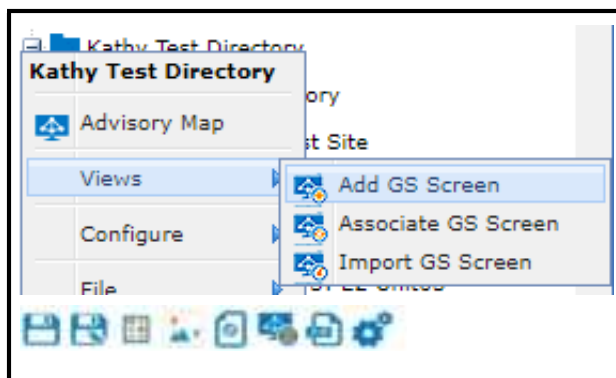 Kathy Test Directory
Kathy Test Directory
ory
Advisory Map
st Site
Views
Add GS Screen
Configure
Associate GS Screen
Import GS Screen
File